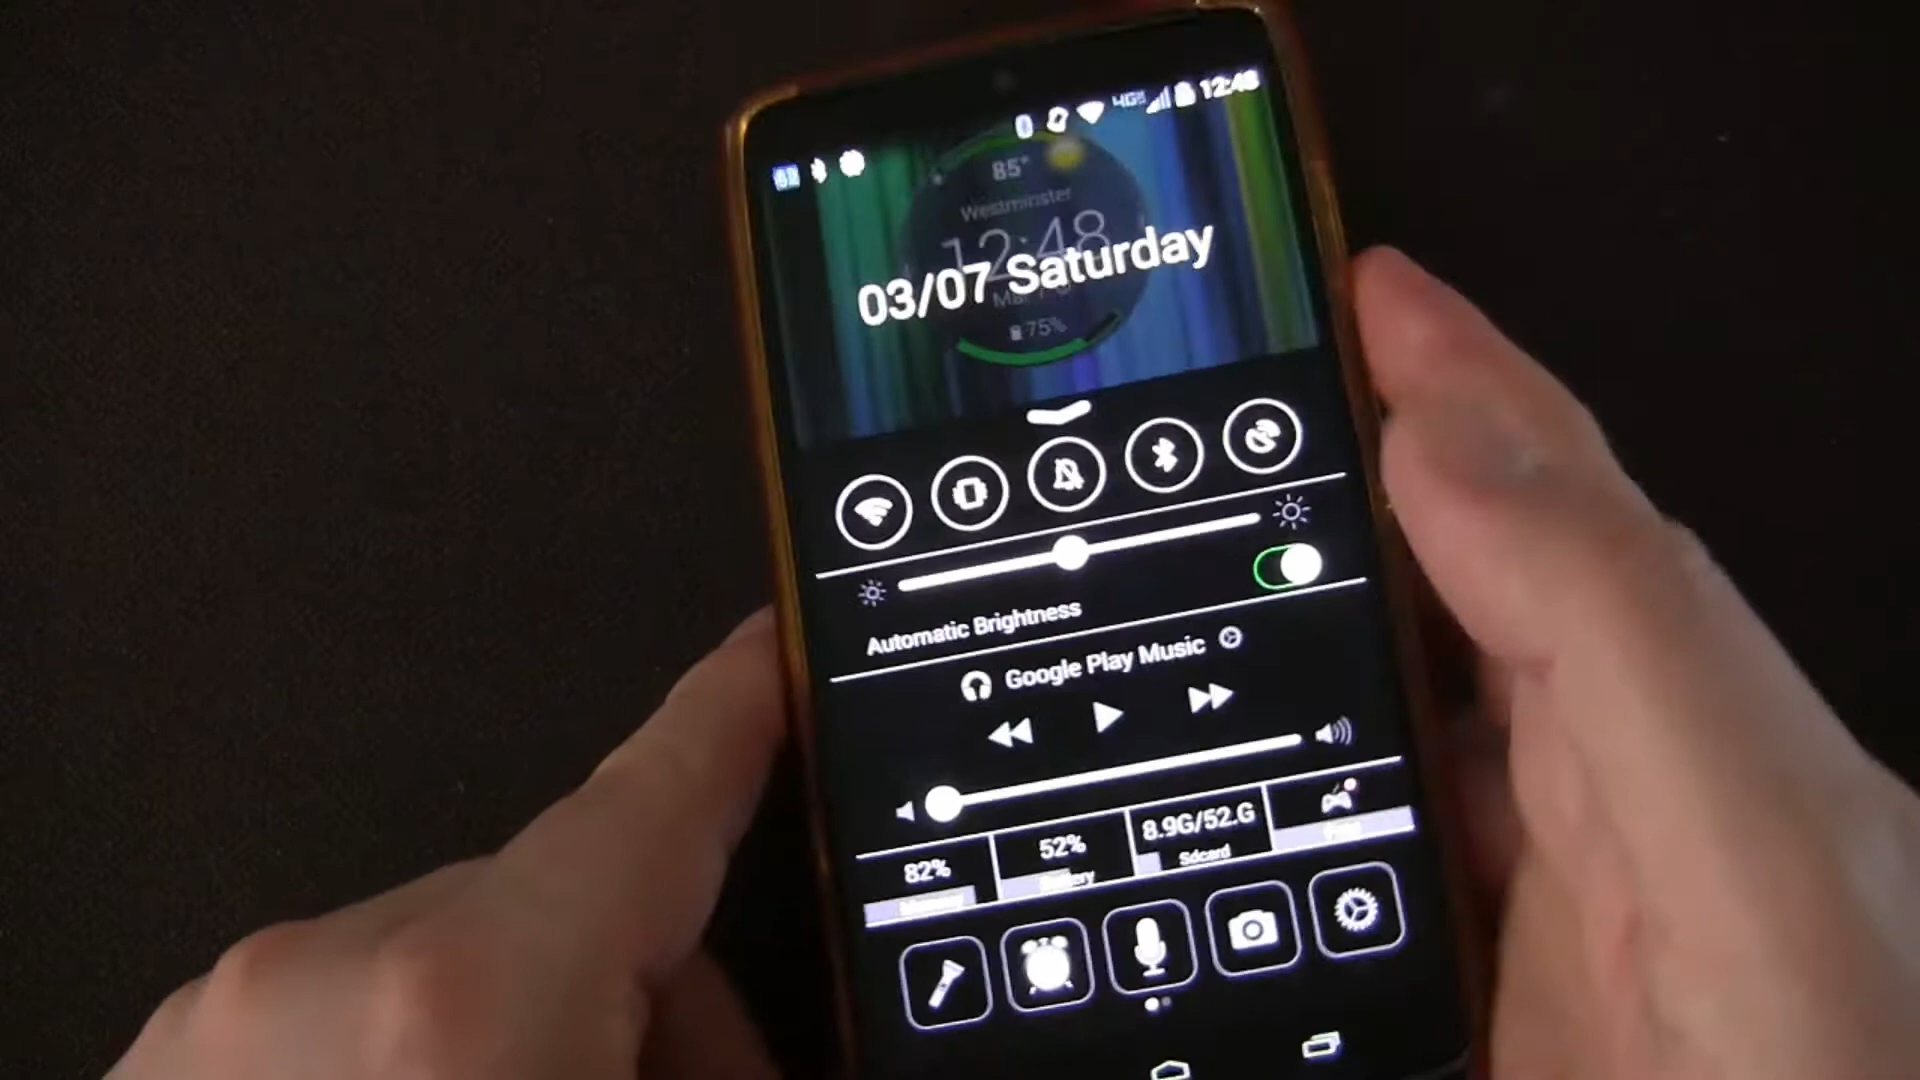 4G 12:48
85°
Westminster
12:48
03/07 Saturday
75%
Automatic Brightness
Google Play Music
82%
52%
Battery
8.9G/52.G
Sdcard